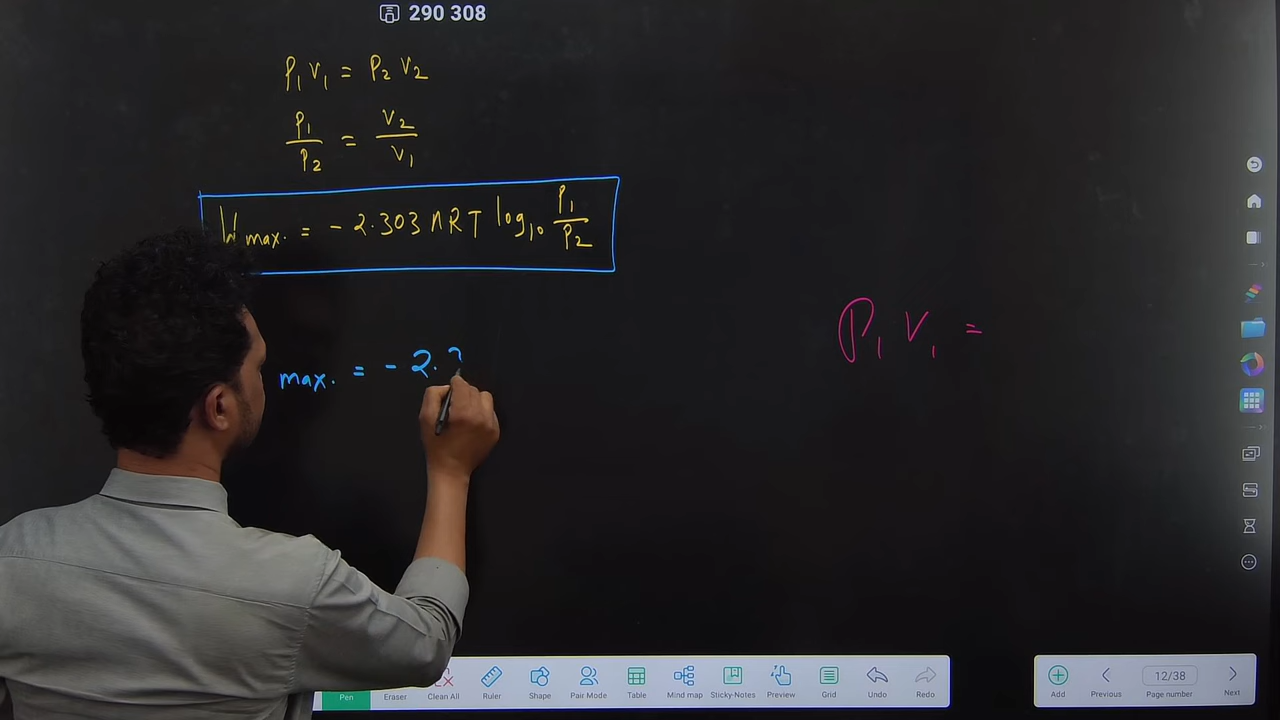 290 308
P₁ V₁ = P₂ V₂
P₁/P₂ = V₂/V₁
W max. = - 2.303 nRT log₁₀ P₁/P₂
P₁ V₁ =
max. = - 2.
Pen Eraser Clean All Ruler Shape Pair Mode Table Mind map Sticky-Notes Preview Grid Undo Redo
Add Previous 12/38 Page number Next